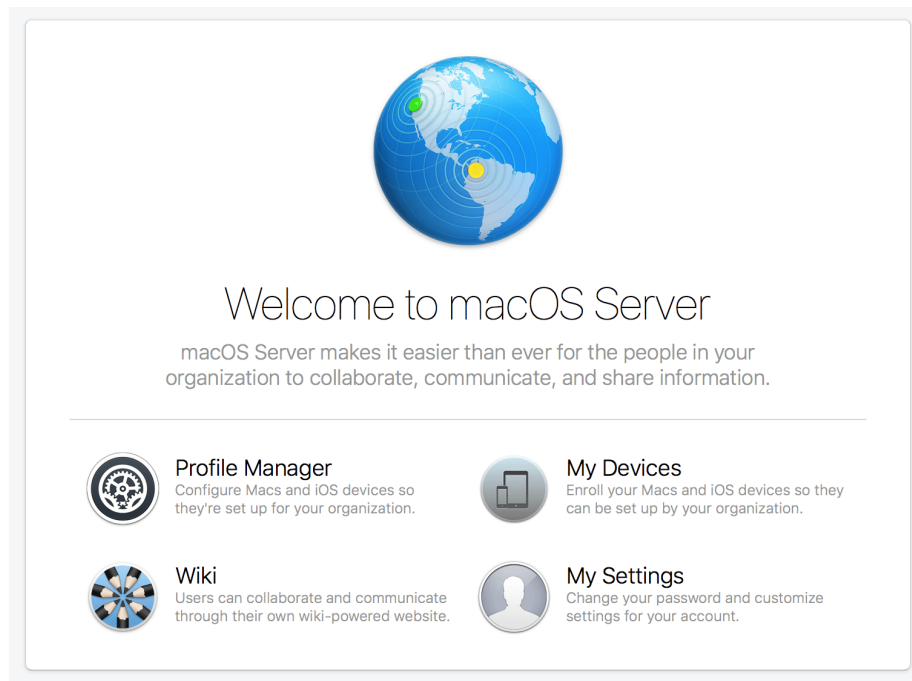 Welcome to macOS Server
macOS Server makes it easier than ever for the people in your
organization to collaborate, communicate, and share information.
Profile Manager
Configure Macs and iOS devices so
they're set up for your organization.
My Devices
Enroll your Macs and iOS devices so they
can be set up by your organization.
Wiki
Users can collaborate and communicate
through their own wiki-powered website.
My Settings
Change your password and customize
settings for your account.